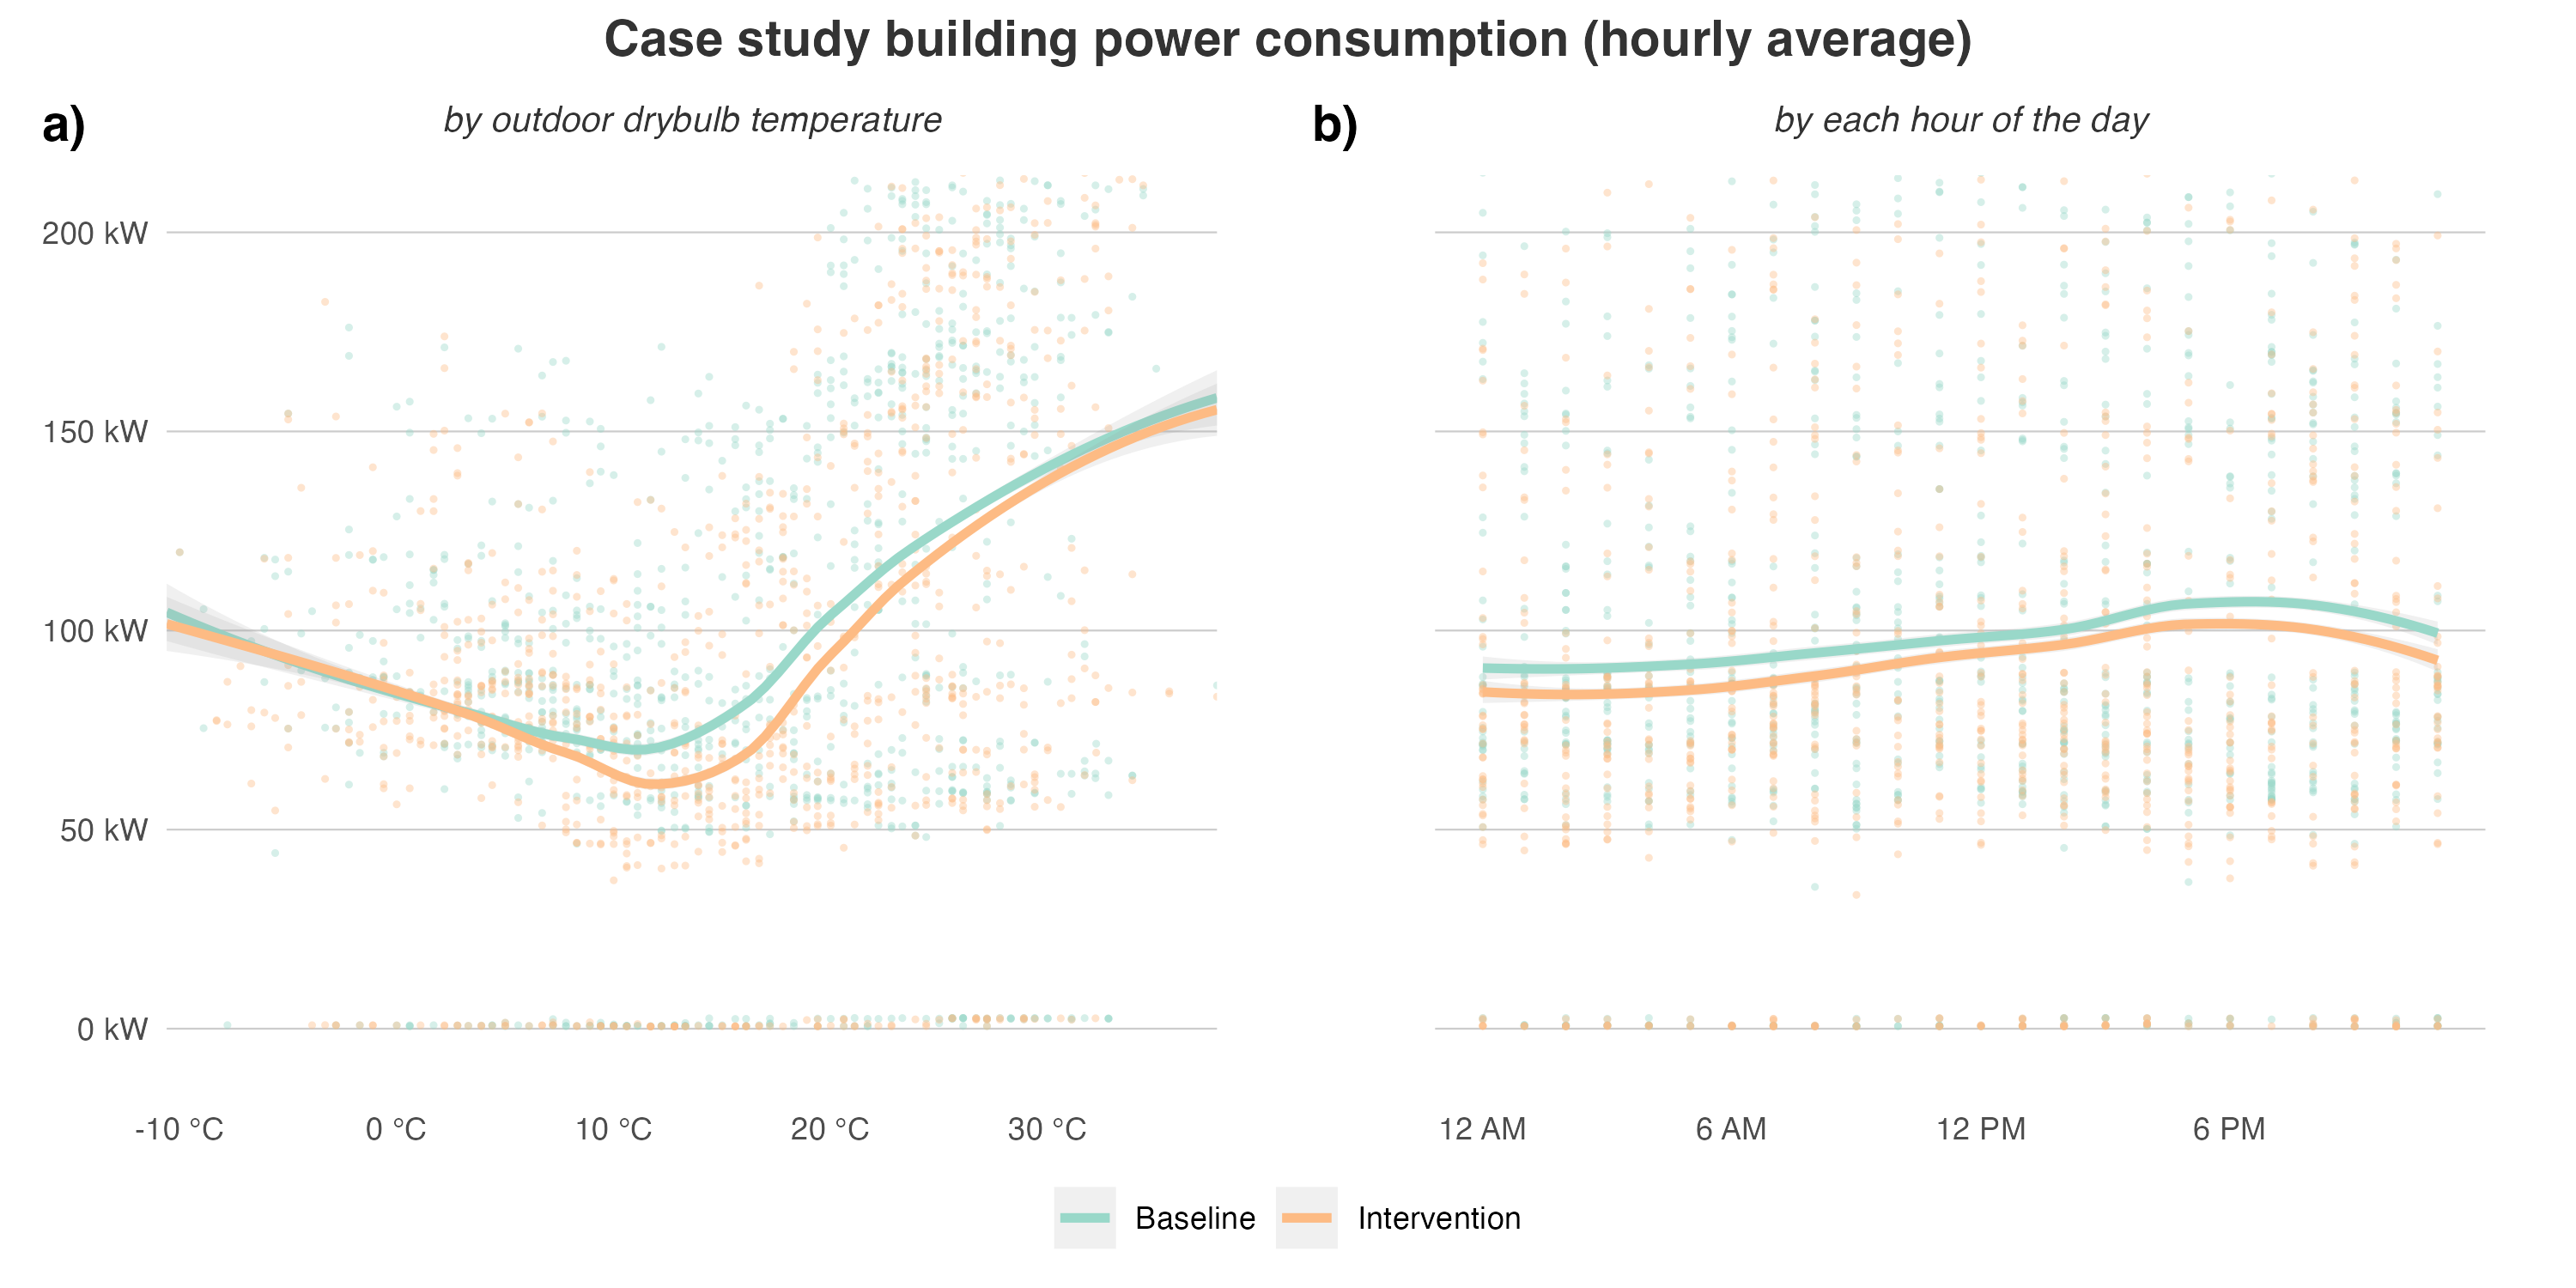 Case study building power consumption (hourly average)
a)
by outdoor drybulb temperature
200 kW
150 kW
100 kW
50 kW
0 kW
-10 °C
0 °C
10 °C
20 °C
30 °C
b)
by each hour of the day
12 AM
6 AM
12 PM
6 PM
Baseline
Intervention